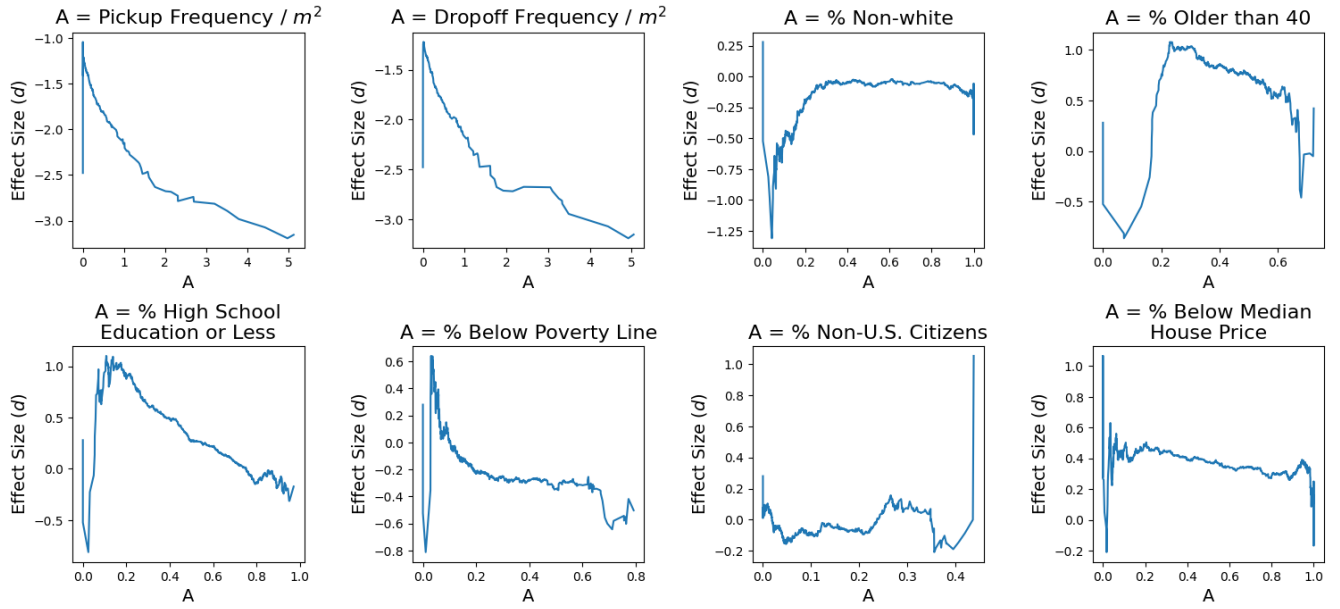 A = Pickup Frequency / m²
Effect Size (d)
−1.0
−1.5
−2.0
−2.5
−3.0
0 1 2 3 4 5
A
A = Dropoff Frequency / m²
Effect Size (d)
−1.5
−2.0
−2.5
−3.0
0 1 2 3 4 5
A
A = % Non-white
Effect Size (d)
0.25
0.00
−0.25
−0.50
−0.75
−1.00
−1.25
0.0 0.2 0.4 0.6 0.8 1.0
A
A = % Older than 40
Effect Size (d)
1.0
0.5
0.0
−0.5
0.0 0.2 0.4 0.6
A
A = % High School
Education or Less
Effect Size (d)
1.0
0.5
0.0
−0.5
0.0 0.2 0.4 0.6 0.8 1.0
A
A = % Below Poverty Line
Effect Size (d)
0.6
0.4
0.2
0.0
−0.2
−0.4
−0.6
−0.8
0.0 0.2 0.4 0.6 0.8
A
A = % Non-U.S. Citizens
Effect Size (d)
1.0
0.8
0.6
0.4
0.2
0.0
−0.2
0.0 0.1 0.2 0.3 0.4
A
A = % Below Median
House Price
Effect Size (d)
1.0
0.8
0.6
0.4
0.2
0.0
−0.2
0.0 0.2 0.4 0.6 0.8 1.0
A